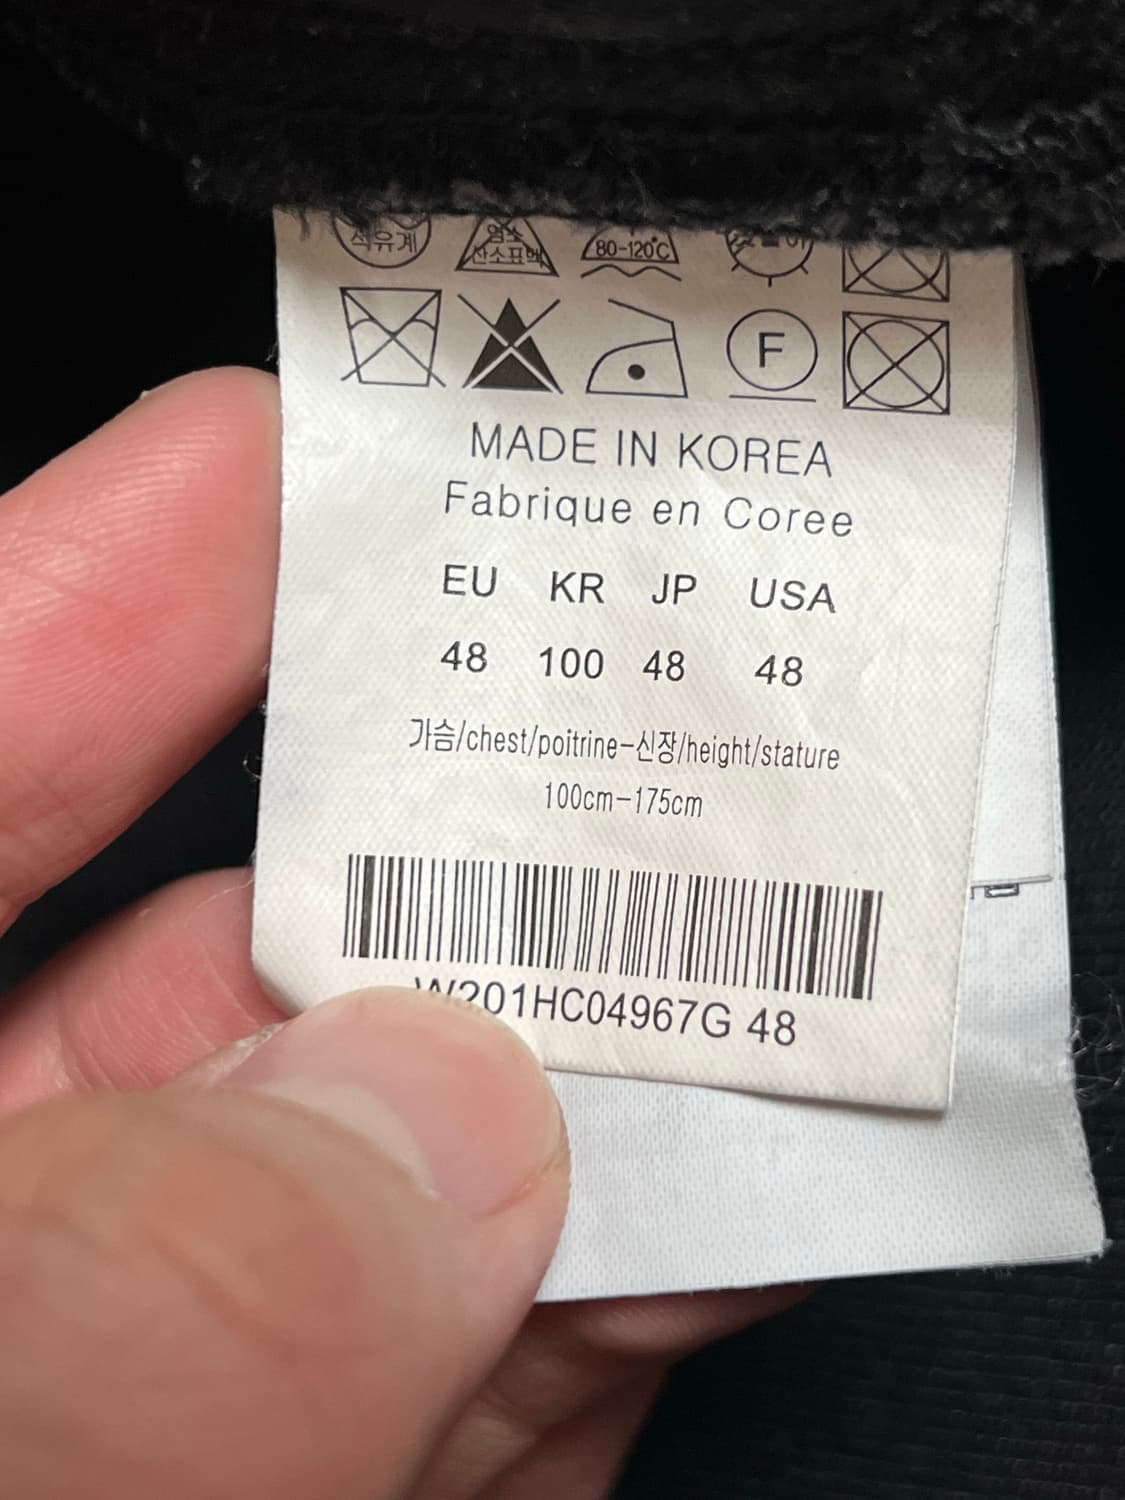 석유계
염소
산소표백
80-120°C
F
MADE IN KOREA
Fabrique en Coree
EU KR JP USA
48 100 48 48
가슴/chest/poitrine-신장/height/stature
100cm-175cm
W201HC04967G 48